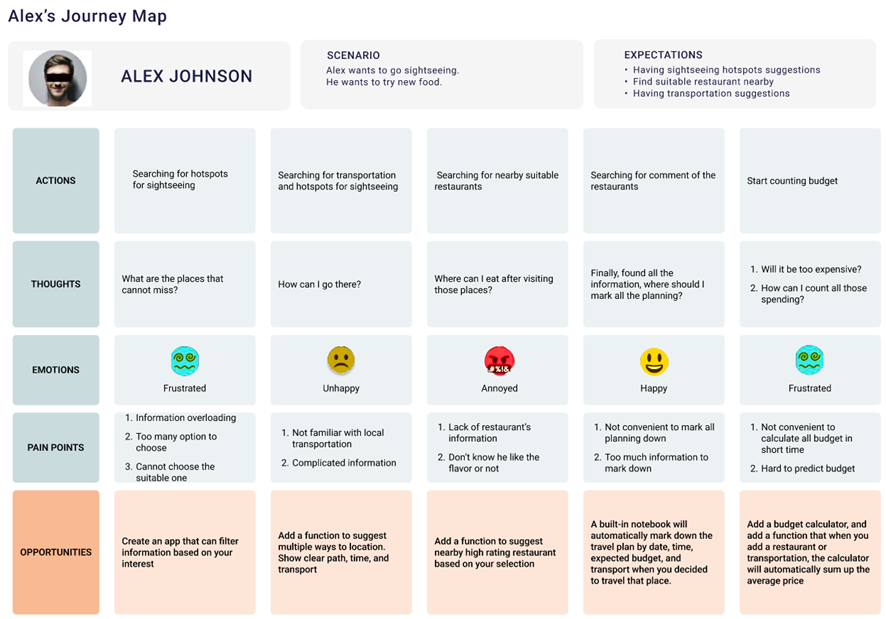 Alex's Journey Map
ALEX JOHNSON
SCENARIO
Alex wants to go sightseeing.
He wants to try new food.
EXPECTATIONS
• Having sightseeing hotspots suggestions
• Find suitable restaurant nearby
• Having transportation suggestions
ACTIONS
Searching for hotspots
for sightseeing
Searching for transportation
and hotspots for sightseeing
Searching for nearby suitable
restaurants
Searching for comment of the
restaurants
Start counting budget
THOUGHTS
What are the places that
cannot miss?
How can I go there?
Where can I eat after visiting
those places?
Finally, found all the
information, where should I
mark all the planning?
1. Will it be too expensive?
2. How can I count all those
spending?
EMOTIONS
Frustrated
Unhappy
#%!&
Annoyed
Happy
Frustrated
PAIN POINTS
1. Information overloading
2. Too many option to
choose
3. Cannot choose the
suitable one
1. Not familiar with local
transportation
2. Complicated information
1. Lack of restaurant's
information
2. Don't know he like the
flavor or not
1. Not convenient to mark all
planning down
2. Too much information to
mark down
1. Not convenient to
calculate all budget in
short time
2. Hard to predict budget
OPPORTUNITIES
Create an app that can filter
information based on your
interest
Add a function to suggest
multiple ways to location.
Show clear path, time, and
transport
Add a function to suggest
nearby high rating restaurant
based on your selection
A built-in notebook will
automatically mark down the
travel plan by date, time,
expected budget, and
transport when you decided
to travel that place.
Add a budget calculator, and
add a function that when you
add a restaurant or
transportation, the calculator
will automatically sum up the
average price